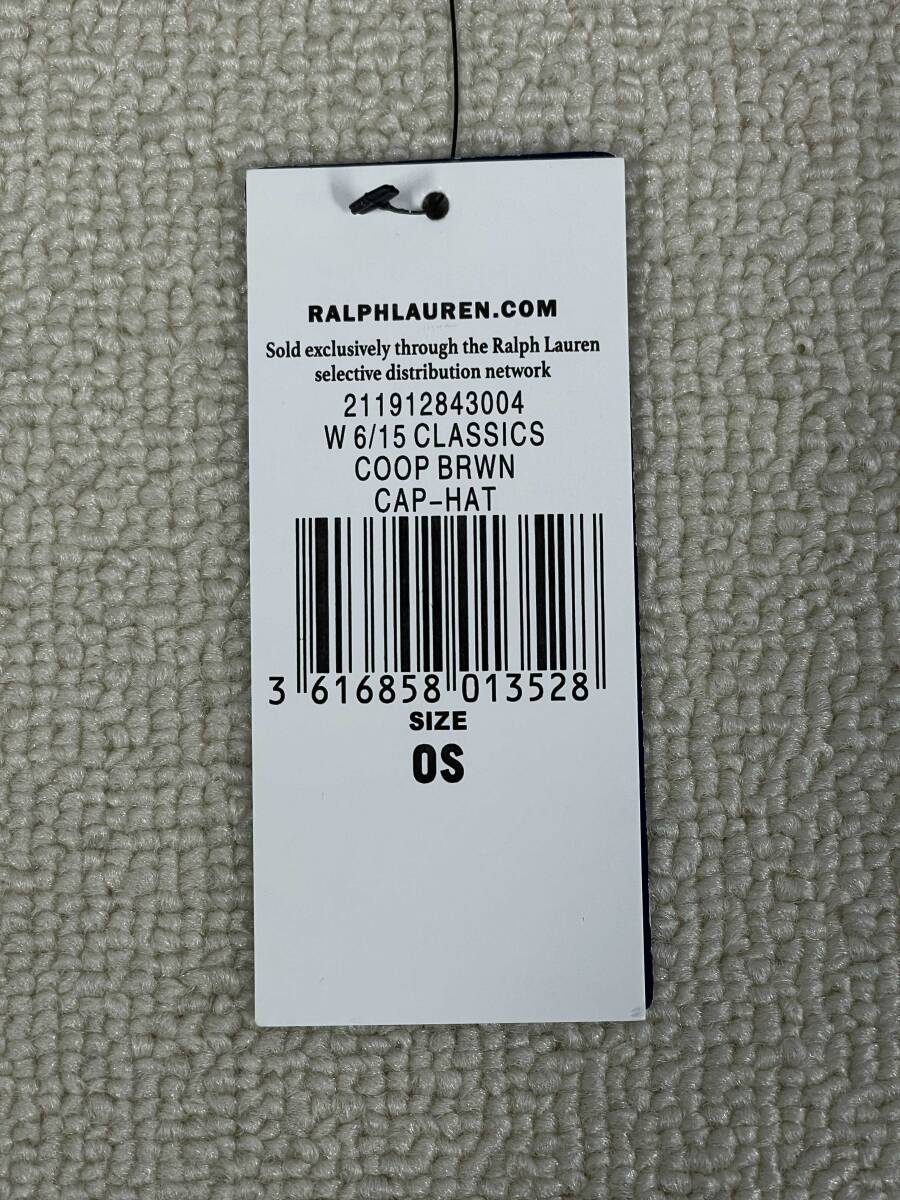 RALPHLAUREN.COM
Sold exclusively through the Ralph Lauren
selective distribution network
211912843004
W 6/15 CLASSICS
COOP BRWN
CAP-HAT
3 616858 013528
SIZE
OS